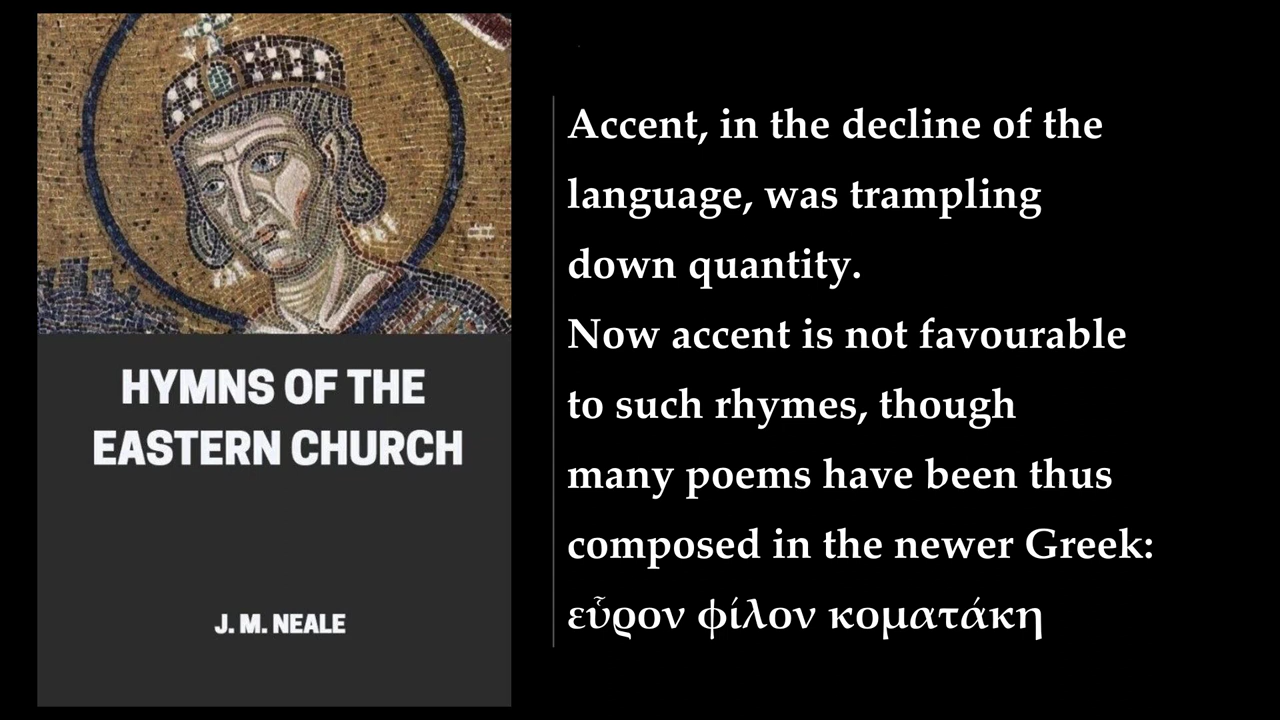 HYMNS OF THE
EASTERN CHURCH
J. M. NEALE
Accent, in the decline of the
language, was trampling
down quantity.
Now accent is not favourable
to such rhymes, though
many poems have been thus
composed in the newer Greek:
εὗρον φίλον κοματάκη